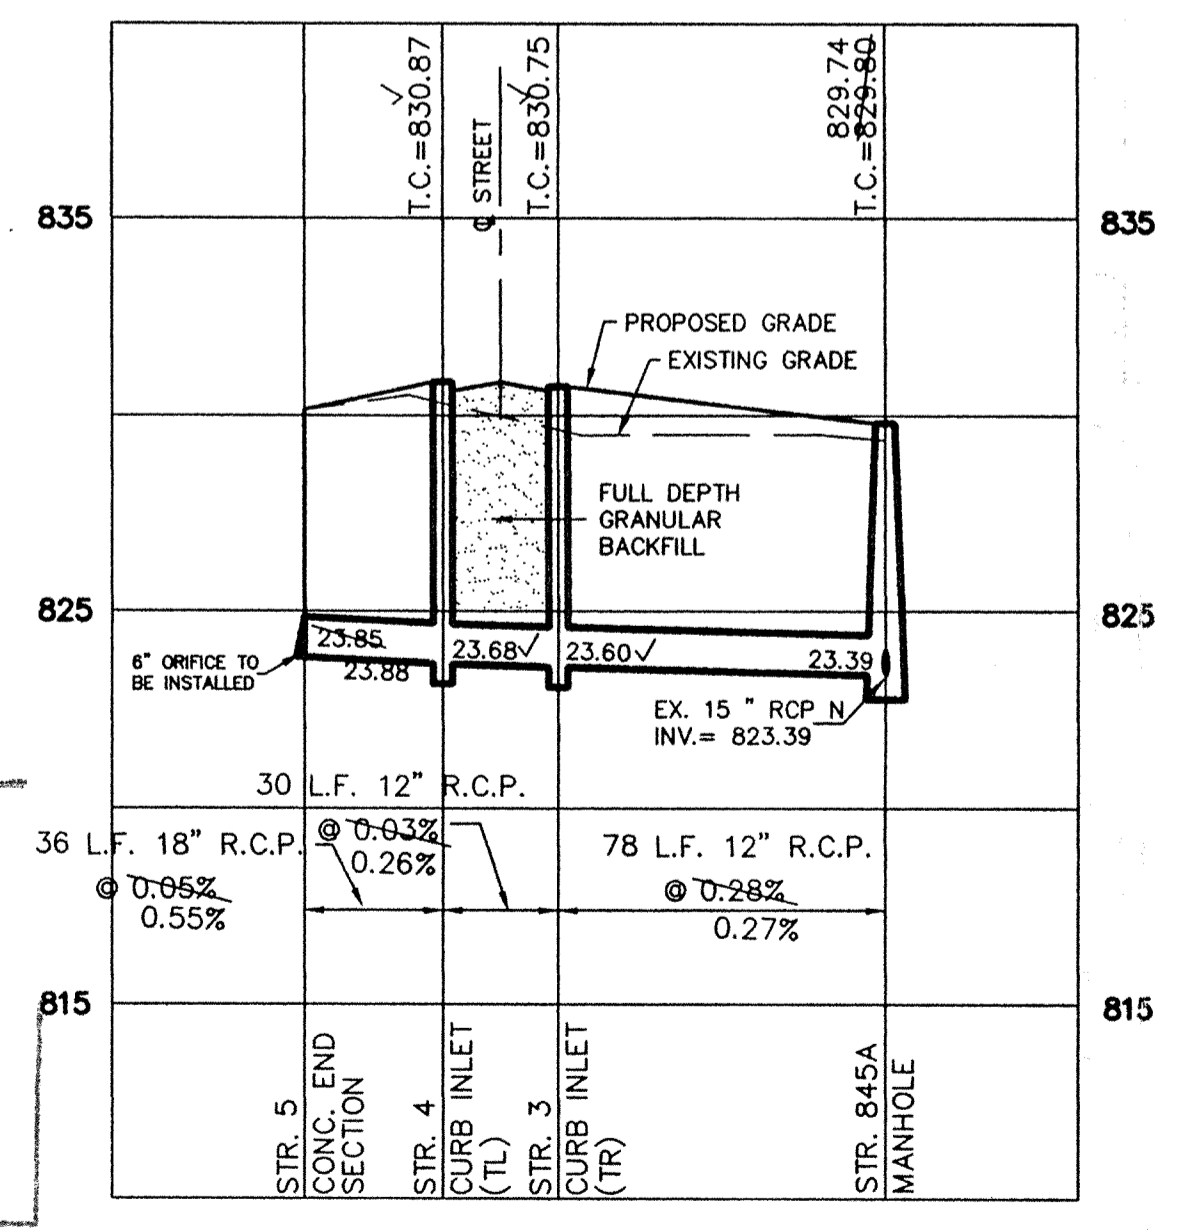 T.C.=830.87
℄ STREET
T.C.=830.75
829.74
T.C.=829.80
835
835
PROPOSED GRADE
EXISTING GRADE
FULL DEPTH
GRANULAR
BACKFILL
825
825
23.85
23.88
23.68✓
23.60✓
23.39
6" ORIFICE TO
BE INSTALLED
EX. 15 " RCP N
INV.= 823.39
30 L.F. 12" R.C.P.
@ 0.03%
0.26%
36 L.F. 18" R.C.P.
@ 0.05%
0.55%
78 L.F. 12" R.C.P.
@ 0.28%
0.27%
815
815
STR. 5
CONC. END
SECTION
STR. 4
CURB INLET
(TL)
STR. 3
CURB INLET
(TR)
STR. 845A
MANHOLE